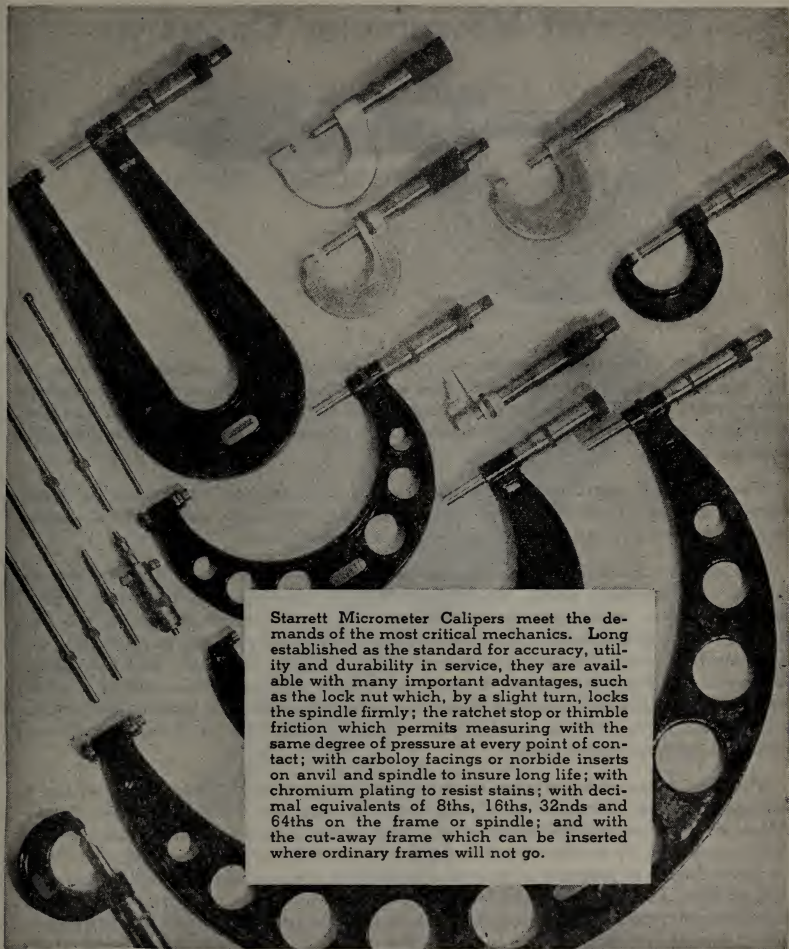 Starrett Micrometer Calipers meet the de-
mands of the most critical mechanics. Long
established as the standard for accuracy, util-
ity and durability in service, they are avail-
able with many important advantages, such
as the lock nut which, by a slight turn, locks
the spindle firmly; the ratchet stop or thimble
friction which permits measuring with the
same degree of pressure at every point of con-
tact; with carboloy facings or norbide inserts
on anvil and spindle to insure long life; with
chromium plating to resist stains; with deci-
mal equivalents of 8ths, 16ths, 32nds and
64ths on the frame or spindle; and with
the cut-away frame which can be inserted
where ordinary frames will not go.